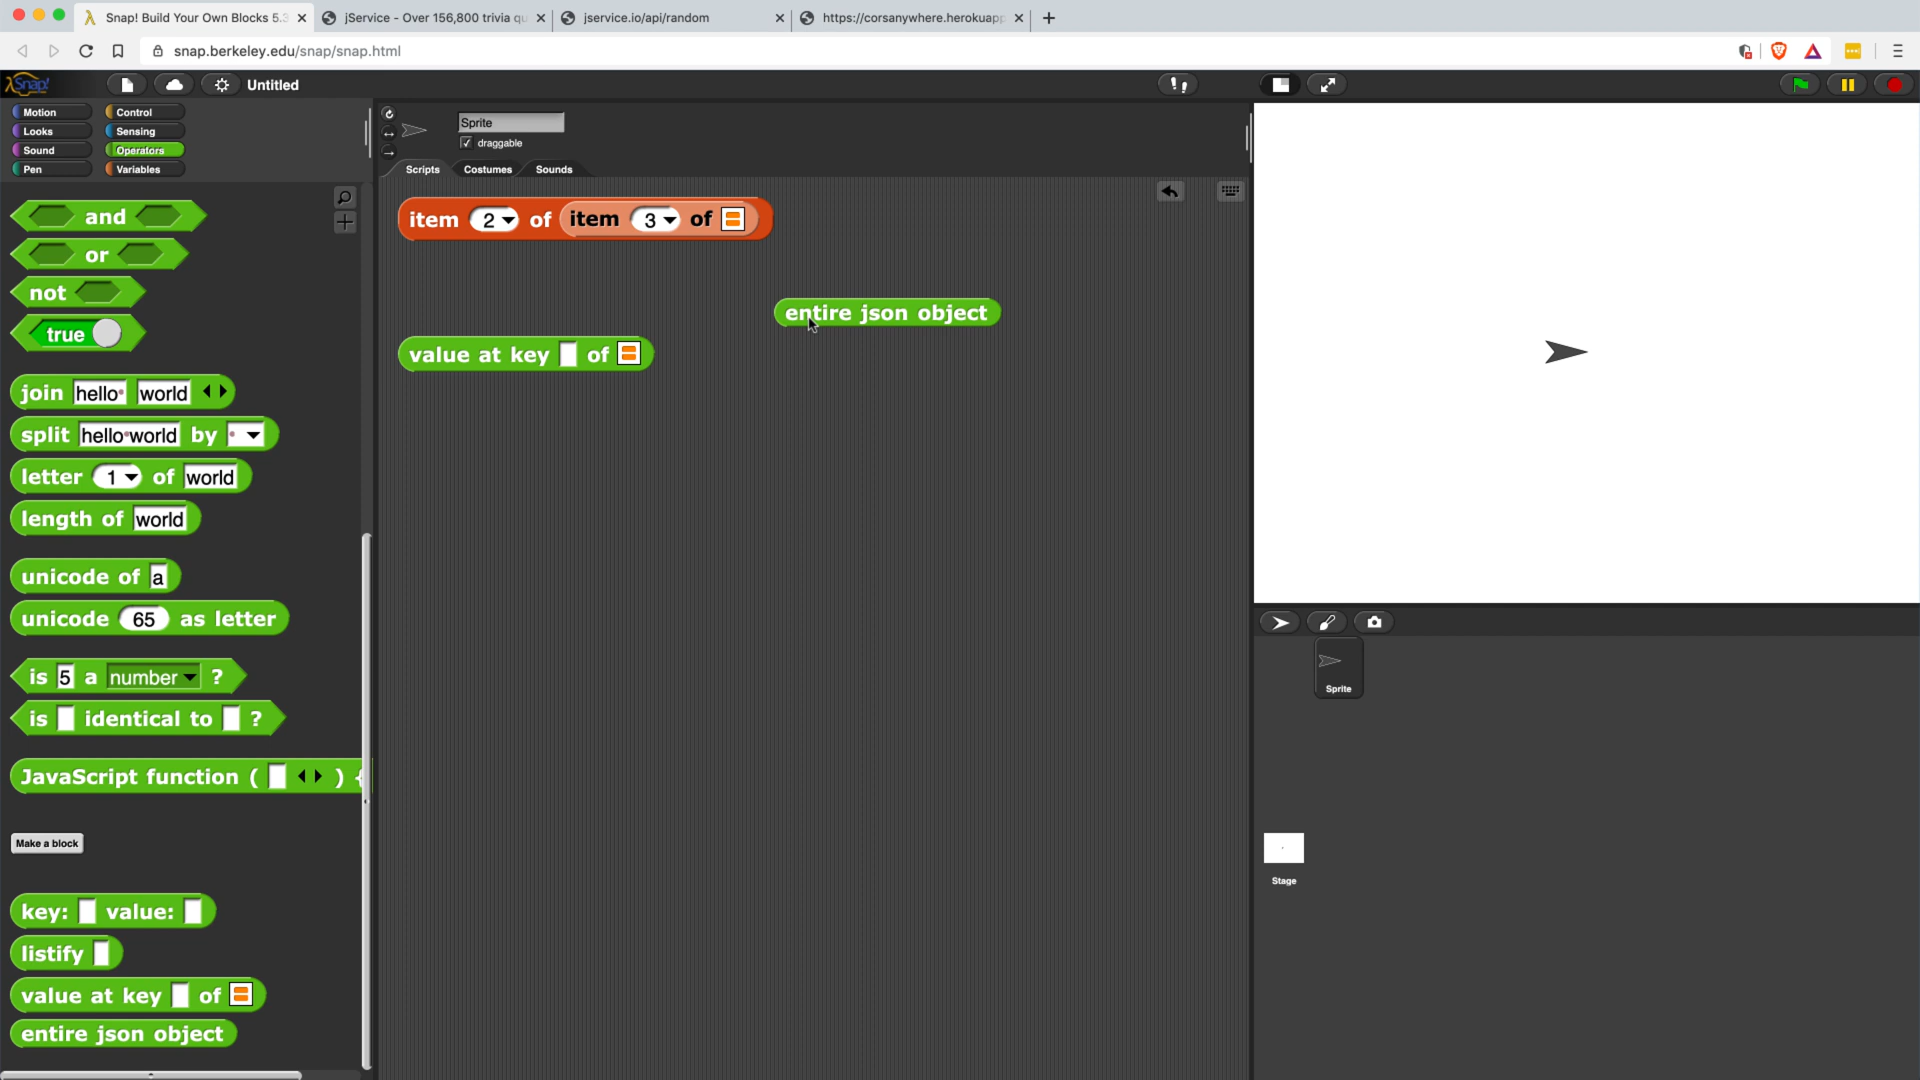 Snap! Build Your Own Blocks 5.3
jService - Over 156,800 trivia qu
jservice.io/api/random
https://corsanywhere.herokuapp
snap.berkeley.edu/snap/snap.html
Snap!
Untitled
Motion
Control
Looks
Sensing
Sound
Operators
Pen
Variables
Sprite
draggable
Scripts
Costumes
Sounds
and
or
not
true
join hello world
split hello world by
letter 1 of world
length of world
unicode of a
unicode 65 as letter
is 5 a number ?
is identical to ?
JavaScript function ( ) {
Make a block
key: value:
listify
value at key of
entire json object
item 2 of item 3 of
entire json object
value at key of
Sprite
Stage